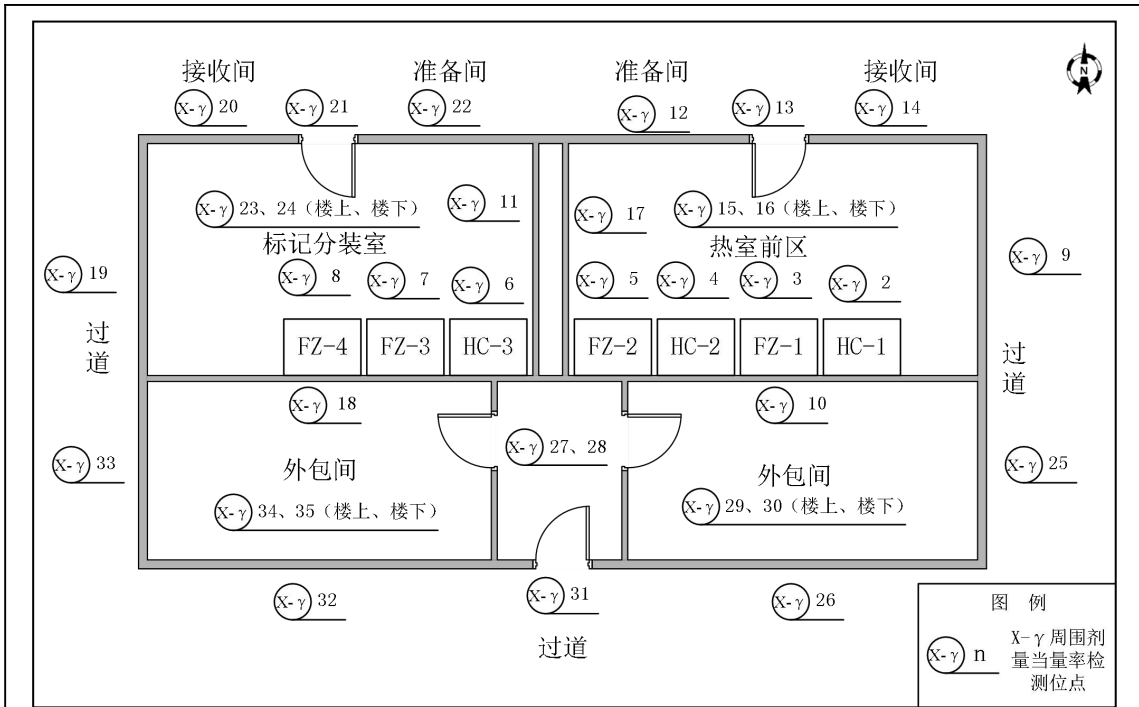 接收间 准备间 准备间 接收间
N
X-γ 20 X-γ 21 X-γ 22 X-γ 12 X-γ 13 X-γ 14
X-γ 23、24（楼上、楼下） X-γ 11 X-γ 17 X-γ 15、16（楼上、楼下）
标记分装室 热室前区
X-γ 19 X-γ 8 X-γ 7 X-γ 6 X-γ 5 X-γ 4 X-γ 3 X-γ 2 X-γ 9
过道 FZ-4 FZ-3 HC-3 FZ-2 HC-2 FZ-1 HC-1 过道
X-γ 18 X-γ 10
X-γ 33 外包间 X-γ 27、28 外包间 X-γ 25
X-γ 34、35（楼上、楼下） X-γ 29、30（楼上、楼下）
X-γ 32 X-γ 31 X-γ 26
过道
图 例
X-γ n X-γ周围剂
量当量率检
测位点